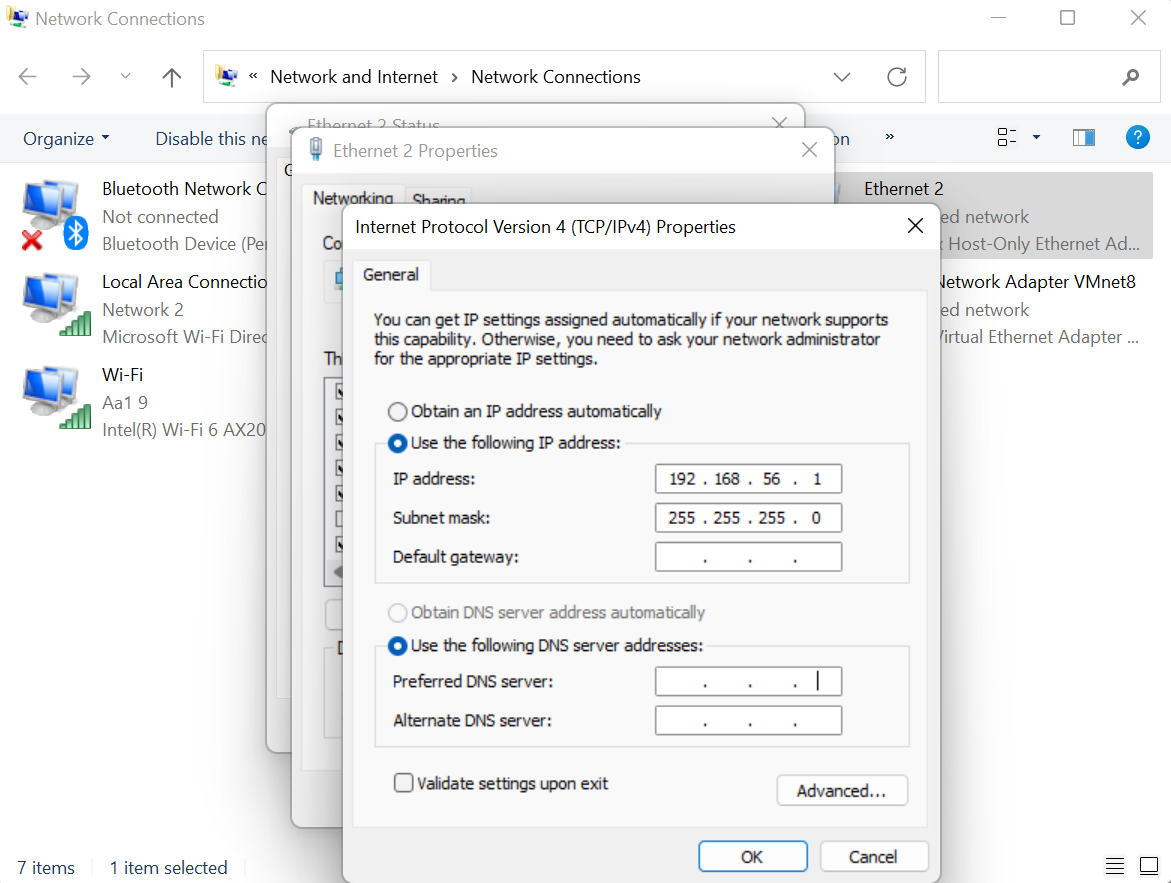 Network Connections
« Network and Internet › Network Connections
Organize
Disable this ne
on
»
Ethernet 2 Status
Ethernet 2 Properties
Networking
Sharing
Bluetooth Network C
Not connected
Bluetooth Device (Per
Local Area Connectio
Network 2
Microsoft Wi-Fi Direc
Wi-Fi
Aa1 9
Intel(R) Wi-Fi 6 AX20
Ethernet 2
ed network
x Host-Only Ethernet Ad...
Network Adapter VMnet8
ed network
Virtual Ethernet Adapter ...
Co
Th
Internet Protocol Version 4 (TCP/IPv4) Properties
General
You can get IP settings assigned automatically if your network supports
this capability. Otherwise, you need to ask your network administrator
for the appropriate IP settings.
Obtain an IP address automatically
Use the following IP address:
IP address: 192 . 168 . 56 . 1
Subnet mask: 255 . 255 . 255 . 0
Default gateway: . . .
Obtain DNS server address automatically
Use the following DNS server addresses:
Preferred DNS server: . . .
Alternate DNS server: . . .
Validate settings upon exit
Advanced...
OK
Cancel
7 items
1 item selected